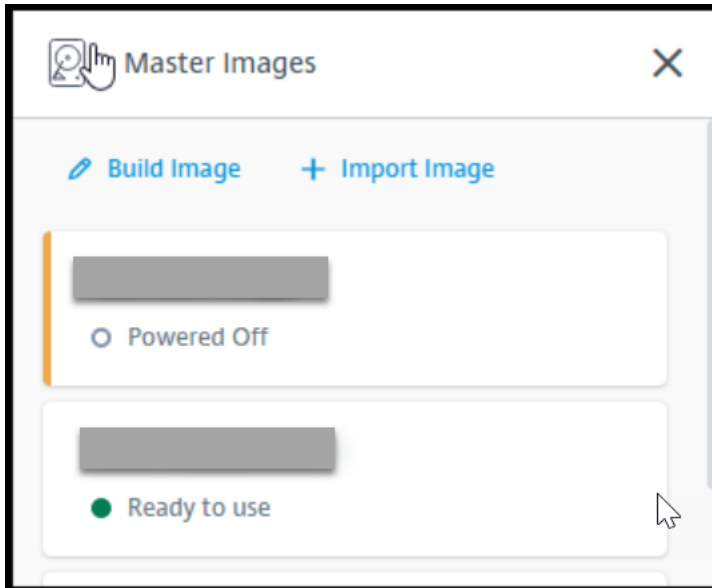 Master Images
Build Image
Import Image
Powered Off
Ready to use